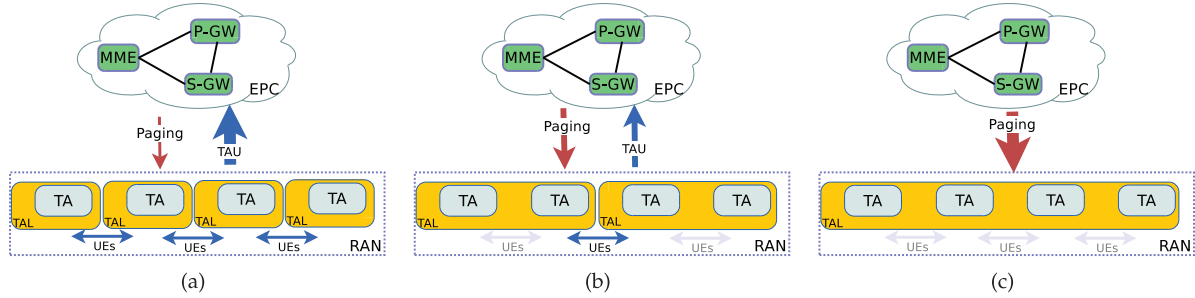 P-GW
MME
S-GW
EPC
Paging
TAU
TA TA TA TA
TAL TAL TAL TAL
UEs UEs UEs
RAN
(a)
P-GW
MME
S-GW
EPC
Paging
TAU
TA TA TA TA
TAL TAL
UEs UEs UEs
RAN
(b)
P-GW
MME
S-GW
EPC
Paging
TA TA TA TA
TAL
UEs UEs UEs
RAN
(c)